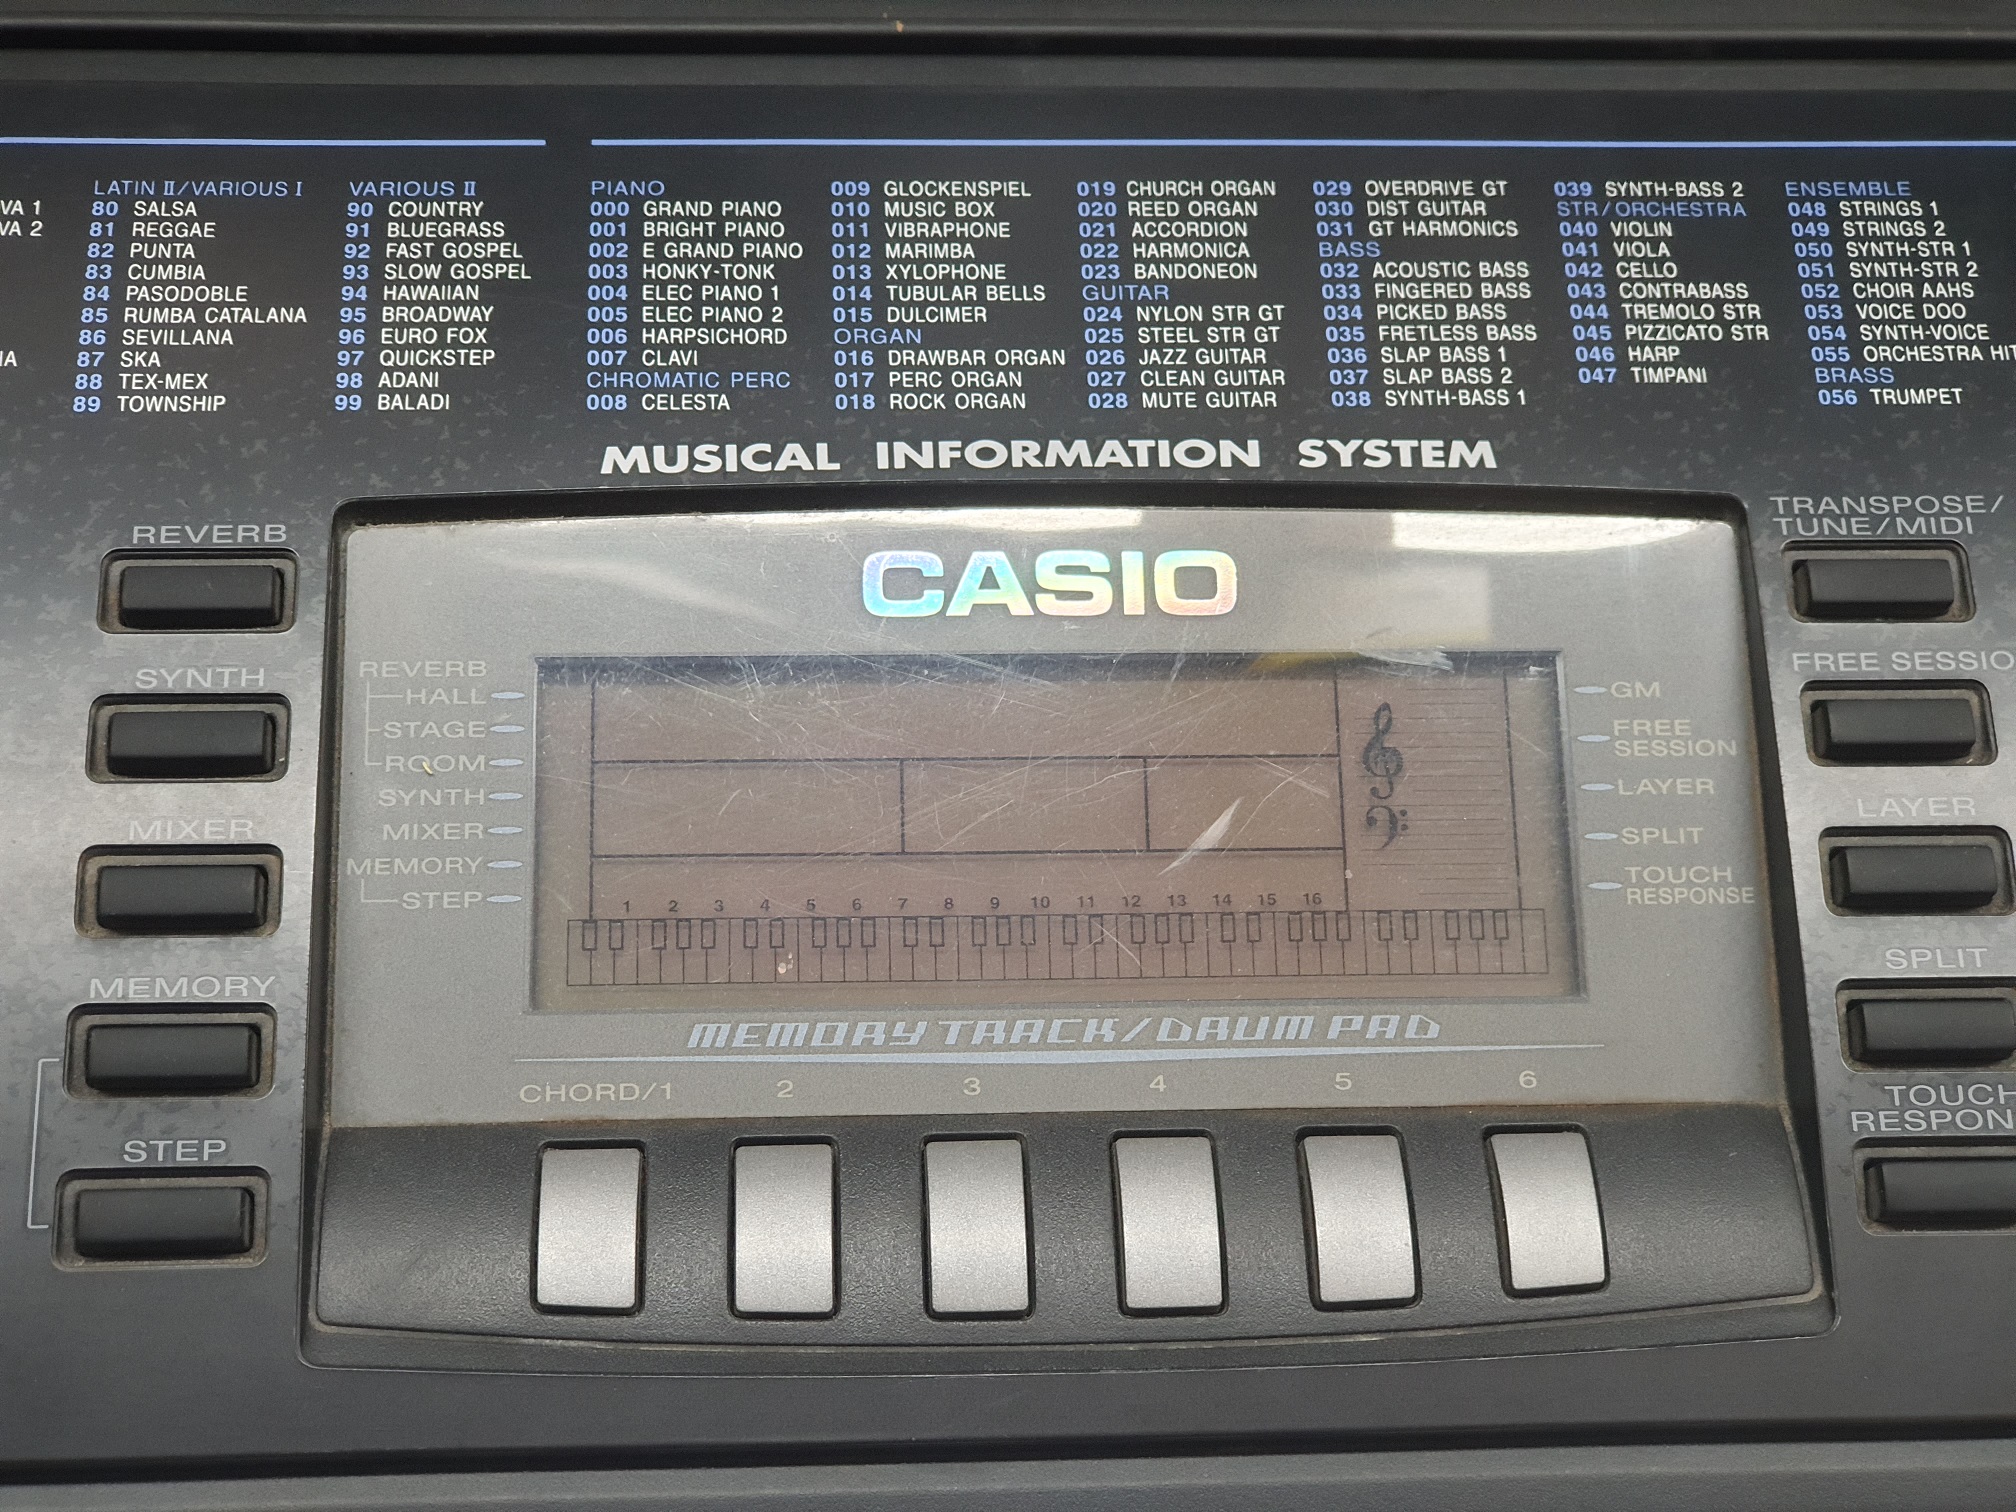 VA 1
VA 2
LATIN II/VARIOUS I
80 SALSA
81 REGGAE
82 PUNTA
83 CUMBIA
84 PASODOBLE
85 RUMBA CATALANA
86 SEVILLANA
87 SKA
88 TEX-MEX
89 TOWNSHIP
VARIOUS II
90 COUNTRY
91 BLUEGRASS
92 FAST GOSPEL
93 SLOW GOSPEL
94 HAWAIIAN
95 BROADWAY
96 EURO FOX
97 QUICKSTEP
98 ADANI
99 BALADI
PIANO
000 GRAND PIANO
001 BRIGHT PIANO
002 E GRAND PIANO
003 HONKY-TONK
004 ELEC PIANO 1
005 ELEC PIANO 2
006 HARPSICHORD
007 CLAVI
CHROMATIC PERC
008 CELESTA
009 GLOCKENSPIEL
010 MUSIC BOX
011 VIBRAPHONE
012 MARIMBA
013 XYLOPHONE
014 TUBULAR BELLS
015 DULCIMER
ORGAN
016 DRAWBAR ORGAN
017 PERC ORGAN
018 ROCK ORGAN
019 CHURCH ORGAN
020 REED ORGAN
021 ACCORDION
022 HARMONICA
023 BANDONEON
GUITAR
024 NYLON STR GT
025 STEEL STR GT
026 JAZZ GUITAR
027 CLEAN GUITAR
028 MUTE GUITAR
029 OVERDRIVE GT
030 DIST GUITAR
031 GT HARMONICS
BASS
032 ACOUSTIC BASS
033 FINGERED BASS
034 PICKED BASS
035 FRETLESS BASS
036 SLAP BASS 1
037 SLAP BASS 2
038 SYNTH-BASS 1
039 SYNTH-BASS 2
STR/ORCHESTRA
040 VIOLIN
041 VIOLA
042 CELLO
043 CONTRABASS
044 TREMOLO STR
045 PIZZICATO STR
046 HARP
047 TIMPANI
ENSEMBLE
048 STRINGS 1
049 STRINGS 2
050 SYNTH-STR 1
051 SYNTH-STR 2
052 CHOIR AAHS
053 VOICE DOO
054 SYNTH-VOICE
055 ORCHESTRA HIT
BRASS
056 TRUMPET
MUSICAL INFORMATION SYSTEM
REVERB
SYNTH
MIXER
MEMORY
STEP
CASIO
REVERB
HALL
STAGE
ROOM
SYNTH
MIXER
MEMORY
STEP
1 2 3 4 5 6 7 8 9 10 11 12 13 14 15 16
GM
FREE
SESSION
LAYER
SPLIT
TOUCH
RESPONSE
MEMORY TRACK/DRUM PAD
CHORD/1 2 3 4 5 6
TRANSPOSE/
TUNE/MIDI
FREE SESSIO
LAYER
SPLIT
TOUCH
RESPON